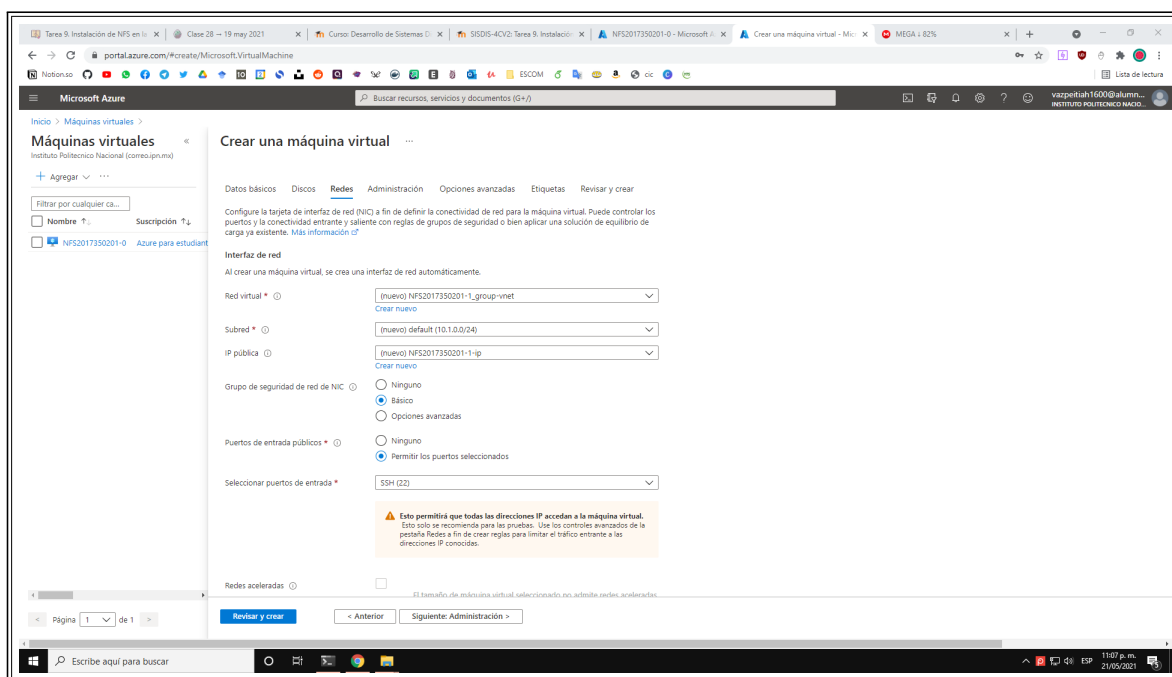 Tarea 9. Instalación de NFS en la
Clase 28 – 19 may 2021
Curso: Desarrollo de Sistemas D
SISDIS-4CV2: Tarea 9. Instalación
NFS2017350201-0 - Microsoft A
Crear una máquina virtual - Micr
MEGA ↓ 82%
portal.azure.com/#create/Microsoft.VirtualMachine
Notion.so
ESCOM
cic
Lista de lectura
Microsoft Azure
Buscar recursos, servicios y documentos (G+/)
vazpeitiah1600@alumn...
INSTITUTO POLITECNICO NACIO...
Inicio > Máquinas virtuales >
Máquinas virtuales «
Instituto Politecnico Nacional (correo.ipn.mx)
+ Agregar ...
Filtrar por cualquier ca...
Nombre ↑↓ Suscripción ↑↓
NFS2017350201-0 Azure para estudiant
Crear una máquina virtual ...
Datos básicos Discos Redes Administración Opciones avanzadas Etiquetas Revisar y crear
Configure la tarjeta de interfaz de red (NIC) a fin de definir la conectividad de red para la máquina virtual. Puede controlar los
puertos y la conectividad entrante y saliente con reglas de grupos de seguridad o bien aplicar una solución de equilibrio de
carga ya existente. Más información
Interfaz de red
Al crear una máquina virtual, se crea una interfaz de red automáticamente.
Red virtual *
(nuevo) NFS2017350201-1_group-vnet
Crear nuevo
Subred *
(nuevo) default (10.1.0.0/24)
IP pública
(nuevo) NFS2017350201-1-ip
Crear nuevo
Grupo de seguridad de red de NIC
Ninguno
Básico
Opciones avanzadas
Puertos de entrada públicos *
Ninguno
Permitir los puertos seleccionados
Seleccionar puertos de entrada *
SSH (22)
Esto permitirá que todas las direcciones IP accedan a la máquina virtual.
Esto solo se recomienda para las pruebas. Use los controles avanzados de la
pestaña Redes a fin de crear reglas para limitar el tráfico entrante a las
direcciones IP conocidas.
Redes aceleradas
El tamaño de máquina virtual seleccionado no admite redes aceleradas.
< Página 1 de 1 >
Revisar y crear
< Anterior
Siguiente: Administración >
Escribe aquí para buscar
ESP
11:07 p. m.
21/05/2021